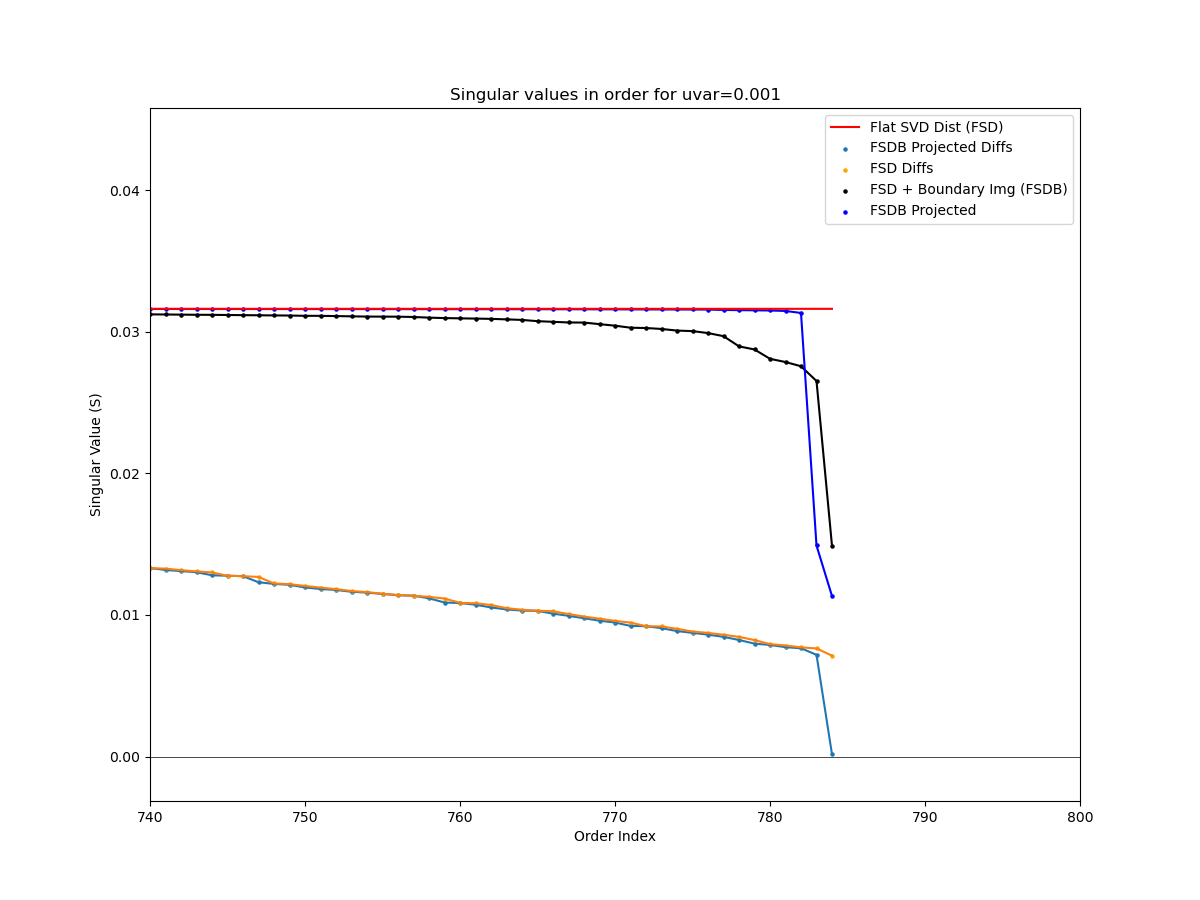 Singular values in order for uvar=0.001
Flat SVD Dist (FSD)
FSDB Projected Diffs
FSD Diffs
FSD + Boundary Img (FSDB)
FSDB Projected
0.04
0.03
0.02
0.01
0.00
Singular Value (S)
740 750 760 770 780 790 800
Order Index